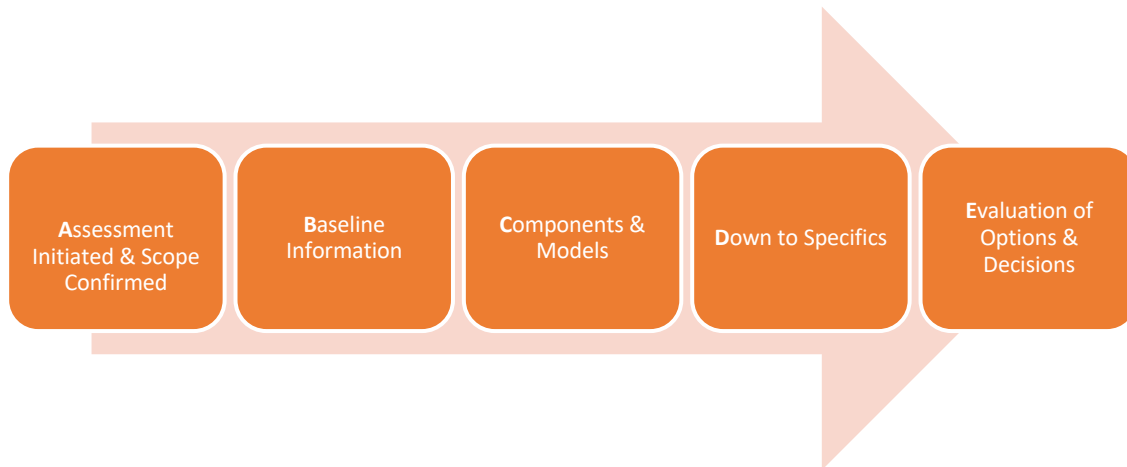 Assessment
Initiated & Scope
Confirmed
Baseline
Information
Components &
Models
Down to Specifics
Evaluation of
Options &
Decisions